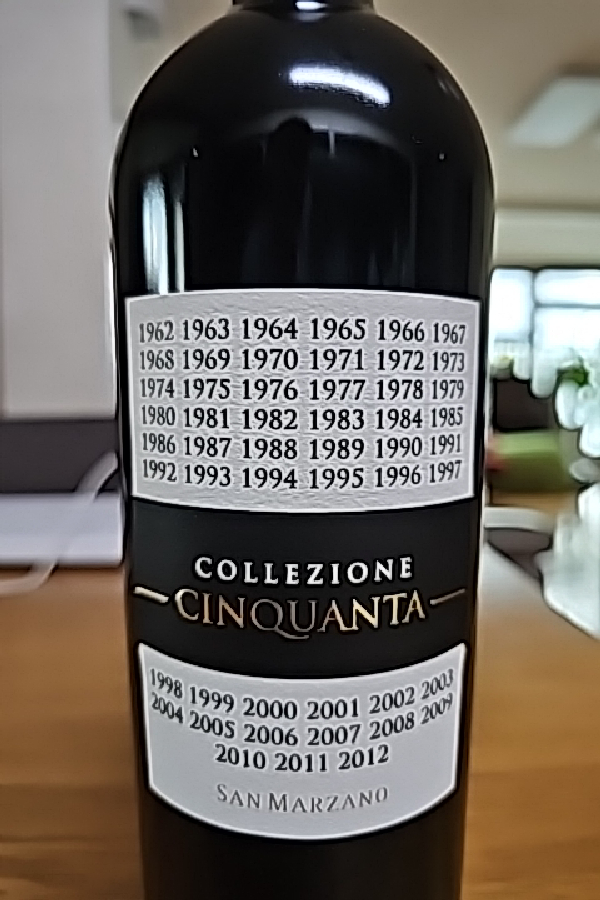 1962 1963 1964 1965 1966 1967
1968 1969 1970 1971 1972 1973
1974 1975 1976 1977 1978 1979
1980 1981 1982 1983 1984 1985
1986 1987 1988 1989 1990 1991
1992 1993 1994 1995 1996 1997
COLLEZIONE
CINQUANTA
1998 1999 2000 2001 2002 2003
2004 2005 2006 2007 2008 2009
2010 2011 2012
SAN MARZANO